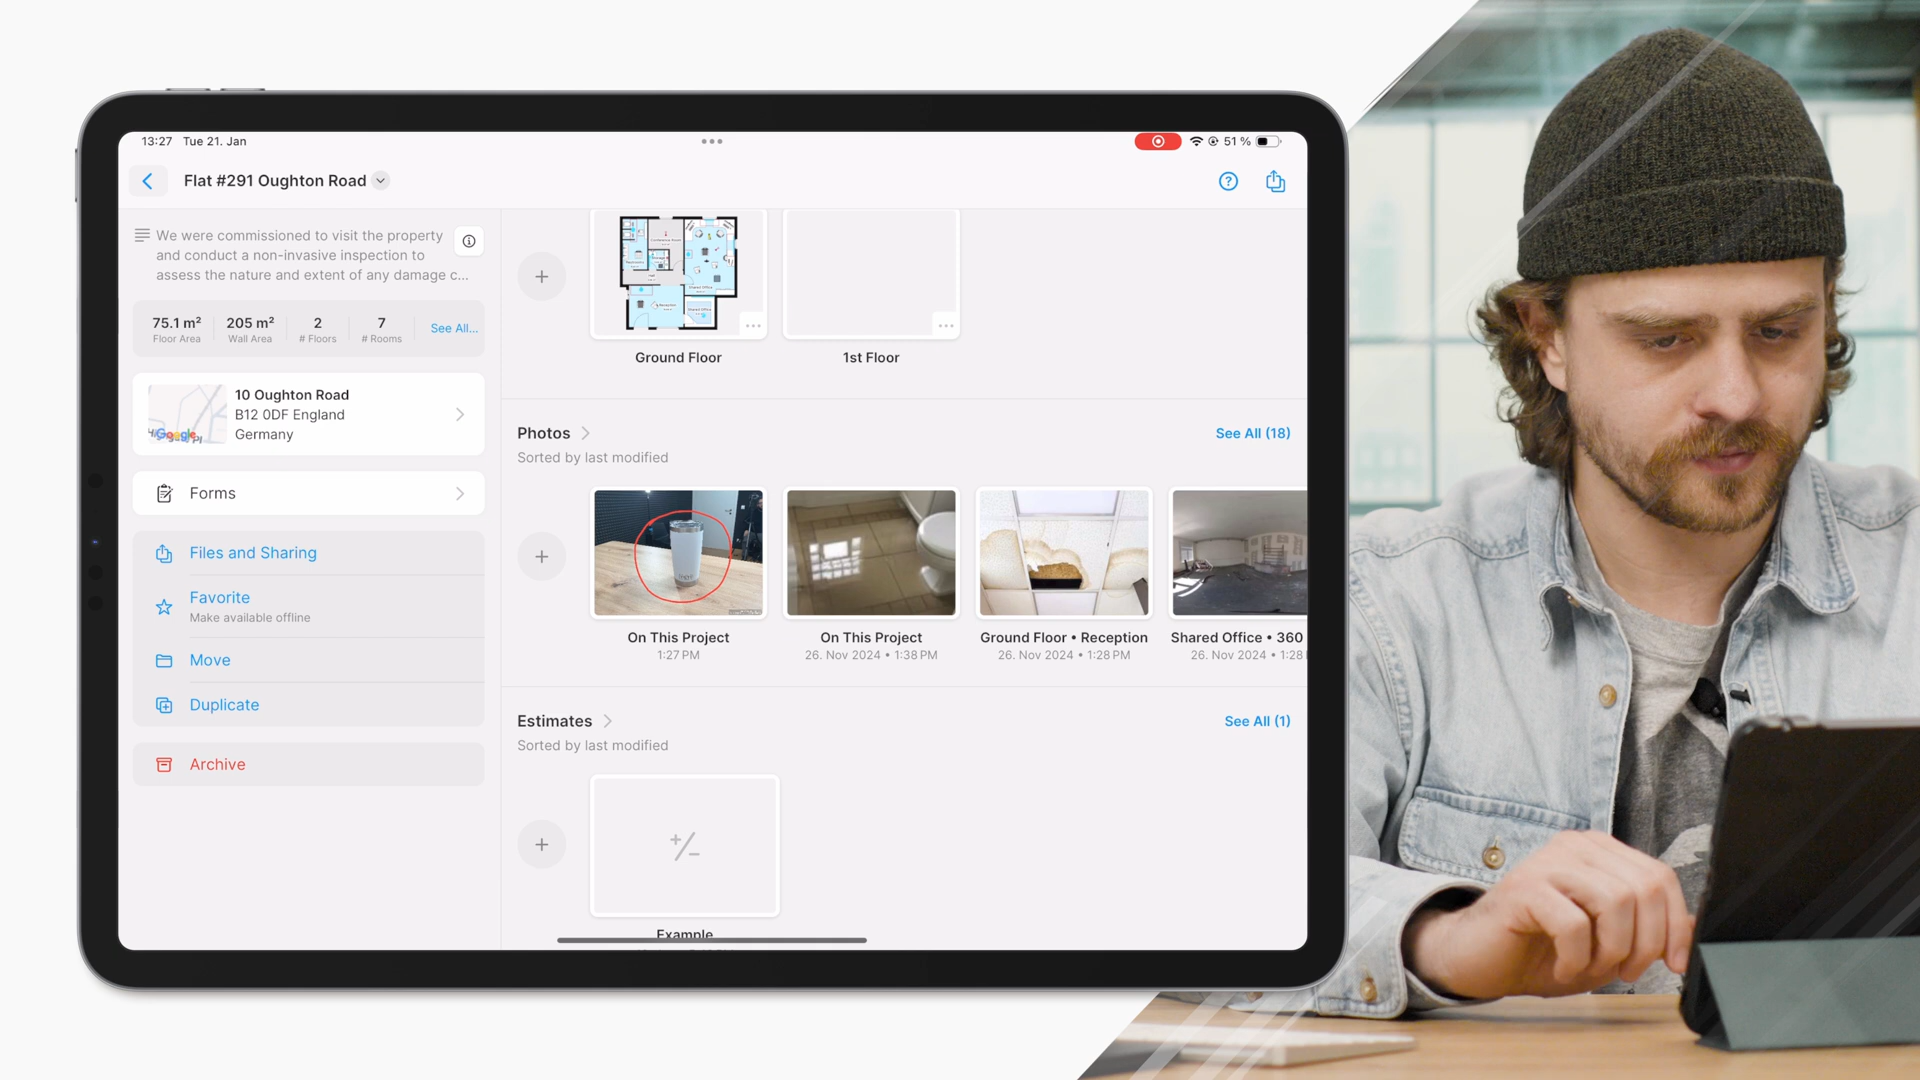 13:27 Tue 21. Jan
51 %
Flat #291 Oughton Road
We were commissioned to visit the property
and conduct a non-invasive inspection to
assess the nature and extent of any damage c...
75.1 m² 205 m² 2 7 See All...
Floor Area Wall Area # Floors # Rooms
10 Oughton Road
B12 0DF England
Germany
Google
Forms
Files and Sharing
Favorite
Make available offline
Move
Duplicate
Archive
Ground Floor 1st Floor
Photos See All (18)
Sorted by last modified
On This Project On This Project Ground Floor • Reception Shared Office • 360
1:27 PM 26. Nov 2024 • 1:38 PM 26. Nov 2024 • 1:28 PM 26. Nov 2024 • 1:28
Estimates See All (1)
Sorted by last modified
Example